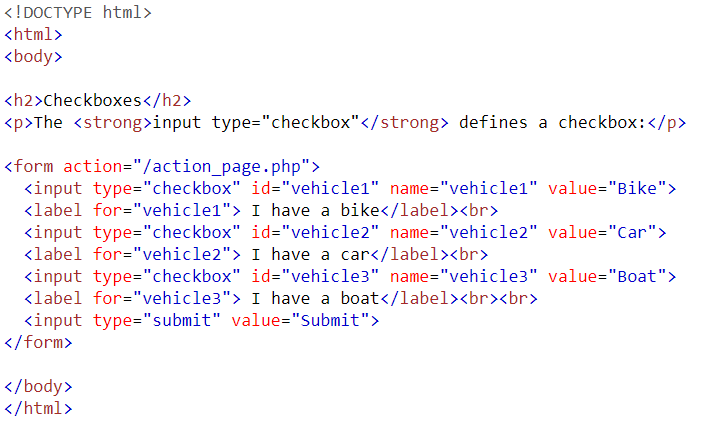 <!DOCTYPE html>
<html>
<body>

<h2>Checkboxes</h2>
<p>The <strong>input type="checkbox"</strong> defines a checkbox:</p>

<form action="/action_page.php">
  <input type="checkbox" id="vehicle1" name="vehicle1" value="Bike">
  <label for="vehicle1"> I have a bike</label><br>
  <input type="checkbox" id="vehicle2" name="vehicle2" value="Car">
  <label for="vehicle2"> I have a car</label><br>
  <input type="checkbox" id="vehicle3" name="vehicle3" value="Boat">
  <label for="vehicle3"> I have a boat</label><br><br>
  <input type="submit" value="Submit">
</form>

</body>
</html>